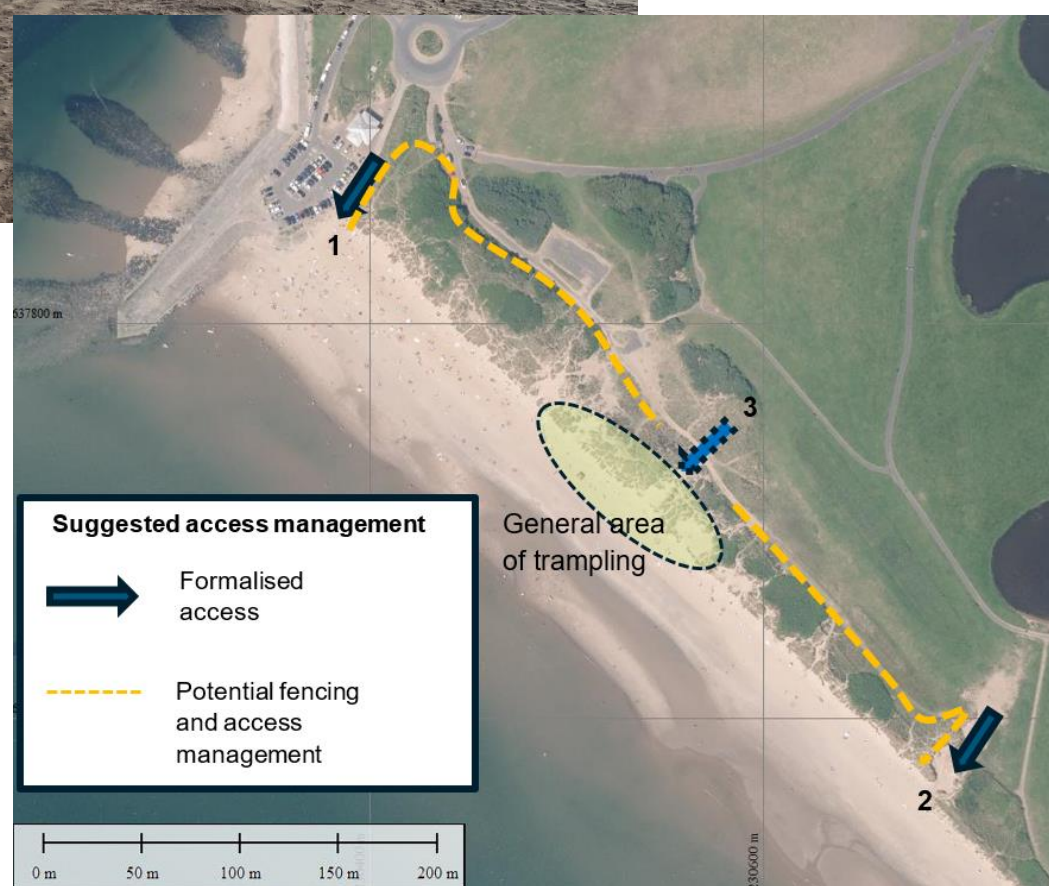 1
637800 m
3
General area
of trampling
Suggested access management
Formalised
access
Potential fencing
and access
management
2
0 m 50 m 100 m 150 m 200 m
230600 m